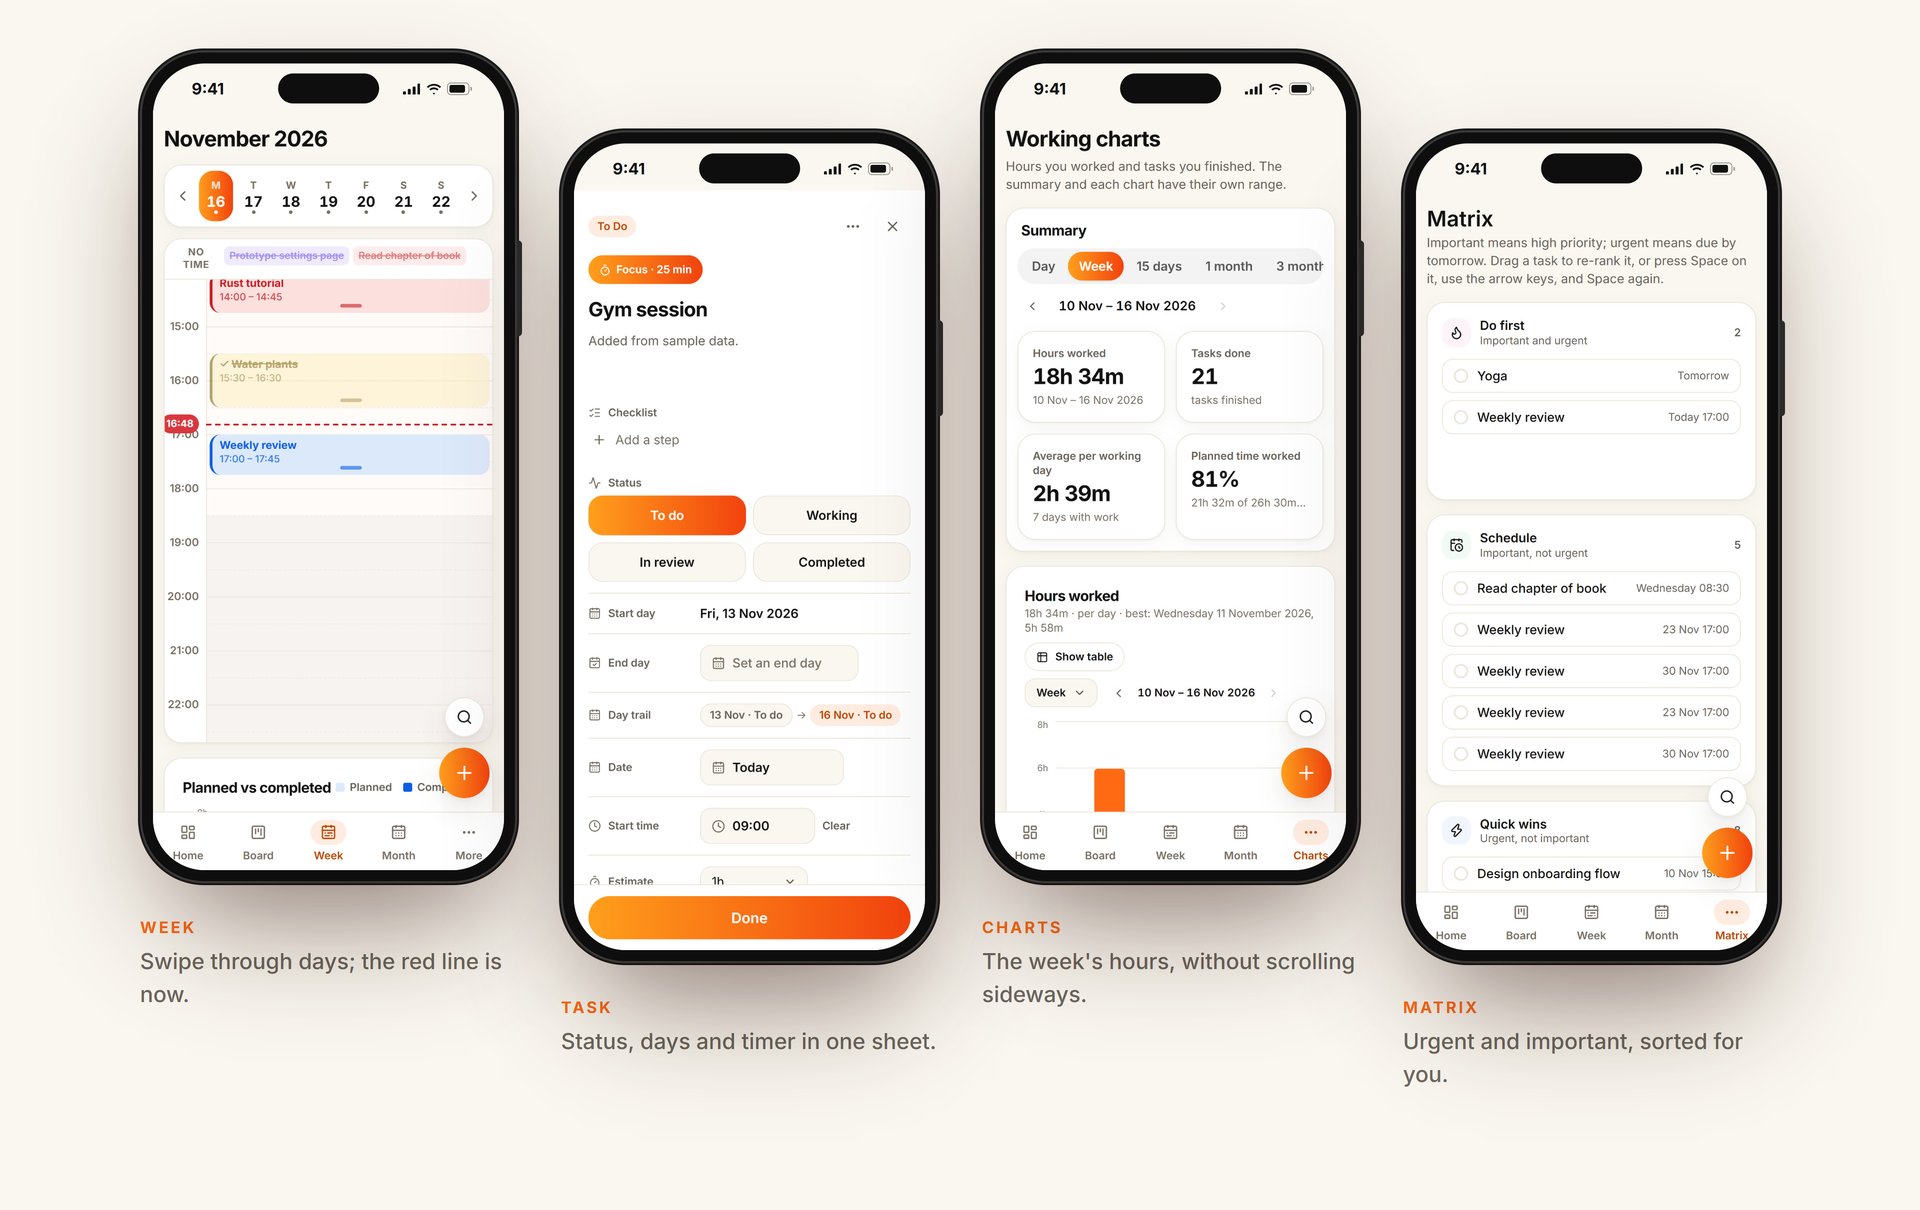 9:41
November 2026
M T W T F S S
16 17 18 19 20 21 22
NO TIME
Prototype settings page Read chapter of book
Rust tutorial
14:00 – 14:45
15:00
Water plants
15:30 – 16:30
16:00
16:48
17:00
Weekly review
17:00 – 17:45
18:00
19:00
20:00
21:00
22:00
Planned vs completed Planned Comp
Home Board Week Month More
WEEK
Swipe through days; the red line is
now.
9:41
To Do
Focus · 25 min
Gym session
Added from sample data.
Checklist
Add a step
Status
To do Working
In review Completed
Start day Fri, 13 Nov 2026
End day Set an end day
Day trail 13 Nov · To do → 16 Nov · To do
Date Today
Start time 09:00 Clear
Estimate 1h
Done
TASK
Status, days and timer in one sheet.
9:41
Working charts
Hours you worked and tasks you finished. The
summary and each chart have their own range.
Summary
Day Week 15 days 1 month 3 month
10 Nov – 16 Nov 2026
Hours worked
18h 34m
10 Nov – 16 Nov 2026
Tasks done
21
tasks finished
Average per working
day
2h 39m
7 days with work
Planned time worked
81%
21h 32m of 26h 30m...
Hours worked
18h 34m · per day · best: Wednesday 11 November 2026,
5h 58m
Show table
Week 10 Nov – 16 Nov 2026
8h
6h
Home Board Week Month Charts
CHARTS
The week's hours, without scrolling
sideways.
9:41
Matrix
Important means high priority; urgent means due by
tomorrow. Drag a task to re-rank it, or press Space on
it, use the arrow keys, and Space again.
Do first 2
Important and urgent
Yoga Tomorrow
Weekly review Today 17:00
Schedule 5
Important, not urgent
Read chapter of book Wednesday 08:30
Weekly review 23 Nov 17:00
Weekly review 30 Nov 17:00
Weekly review 23 Nov 17:00
Weekly review 30 Nov 17:00
Quick wins
Urgent, not important
Design onboarding flow 10 Nov 15:
Home Board Week Month Matrix
MATRIX
Urgent and important, sorted for
you.